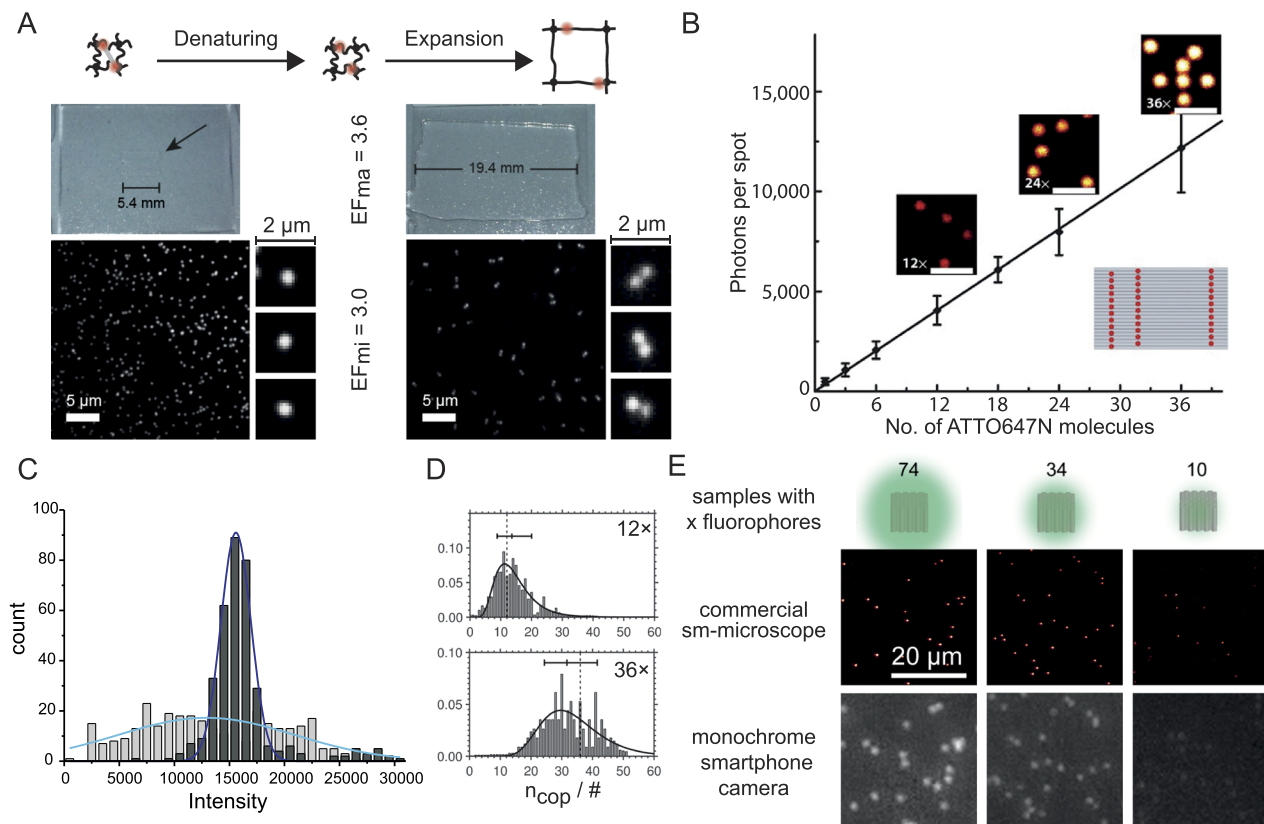 A
Denaturing
Expansion
5.4 mm
EFma = 3.6
19.4 mm
2 µm
EFmi = 3.0
2 µm
5 µm
5 µm
B
Photons per spot
15,000
10,000
5,000
0
0 6 12 18 24 30 36
No. of ATTO647N molecules
12×
24×
36×
C
count
100
80
60
40
20
0
0 5000 10000 15000 20000 25000 30000
Intensity
D
12×
0.10
0.05
0.00
0 10 20 30 40 50 60
36×
0.10
0.05
0.00
0 10 20 30 40 50 60
ncop / #
E
samples with
x fluorophores
74 34 10
commercial
sm-microscope
20 µm
monochrome
smartphone
camera